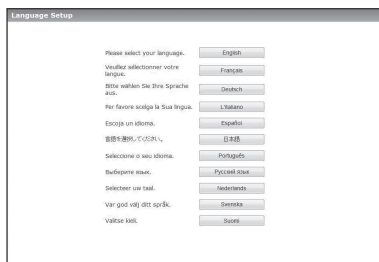 Language Setup
Please select your language.
English
Veuillez sélectionner votre
langue.
Français
Bitte wählen Sie Ihre Sprache
aus.
Deutsch
Per favore scelga la Sua lingua.
L'Italiano
Escoja un idioma.
Español
言語を選択してください。
日本語
Seleccione o seu idioma.
Português
Выберите язык.
Русский язык
Selecteer uw taal.
Nederlands
Var god välj ditt språk.
Svenska
Valitse kieli.
Suomi